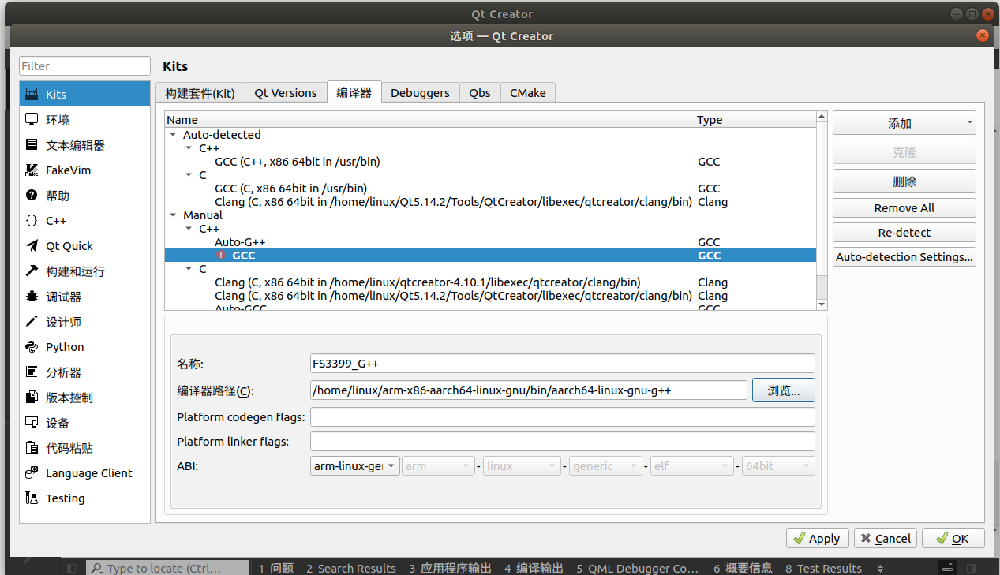 Qt Creator
选项 — Qt Creator
Filter
Kits
环境
文本编辑器
FakeVim
帮助
C++
Qt Quick
构建和运行
调试器
设计师
Python
分析器
版本控制
设备
代码粘贴
Language Client
Testing
Kits
构建套件(Kit) Qt Versions 编译器 Debuggers Qbs CMake
Name Type
Auto-detected
C++
GCC (C++, x86 64bit in /usr/bin) GCC
C
GCC (C, x86 64bit in /usr/bin) GCC
Clang (C, x86 64bit in /home/linux/Qt5.14.2/Tools/QtCreator/libexec/qtcreator/clang/bin) Clang
Manual
C++
Auto-G++ GCC
GCC GCC
C
Clang (C, x86 64bit in /home/linux/qtcreator-4.10.1/libexec/qtcreator/clang/bin) Clang
Clang (C, x86 64bit in /home/linux/Qt5.14.2/Tools/QtCreator/libexec/qtcreator/clang/bin) Clang
Auto-GCC GCC
添加
克隆
删除
Remove All
Re-detect
Auto-detection Settings...
名称: FS3399_G++
编译器路径(C): /home/linux/arm-x86-aarch64-linux-gnu/bin/aarch64-linux-gnu-g++ 浏览...
Platform codegen flags:
Platform linker flags:
ABI: arm-linux-ge arm - linux - generic - elf - 64bit
Apply Cancel OK
Type to locate (Ctrl... 1 问题 2 Search Results 3 应用程序输出 4 编译输出 5 QML Debugger Co... 6 概要信息 8 Test Results